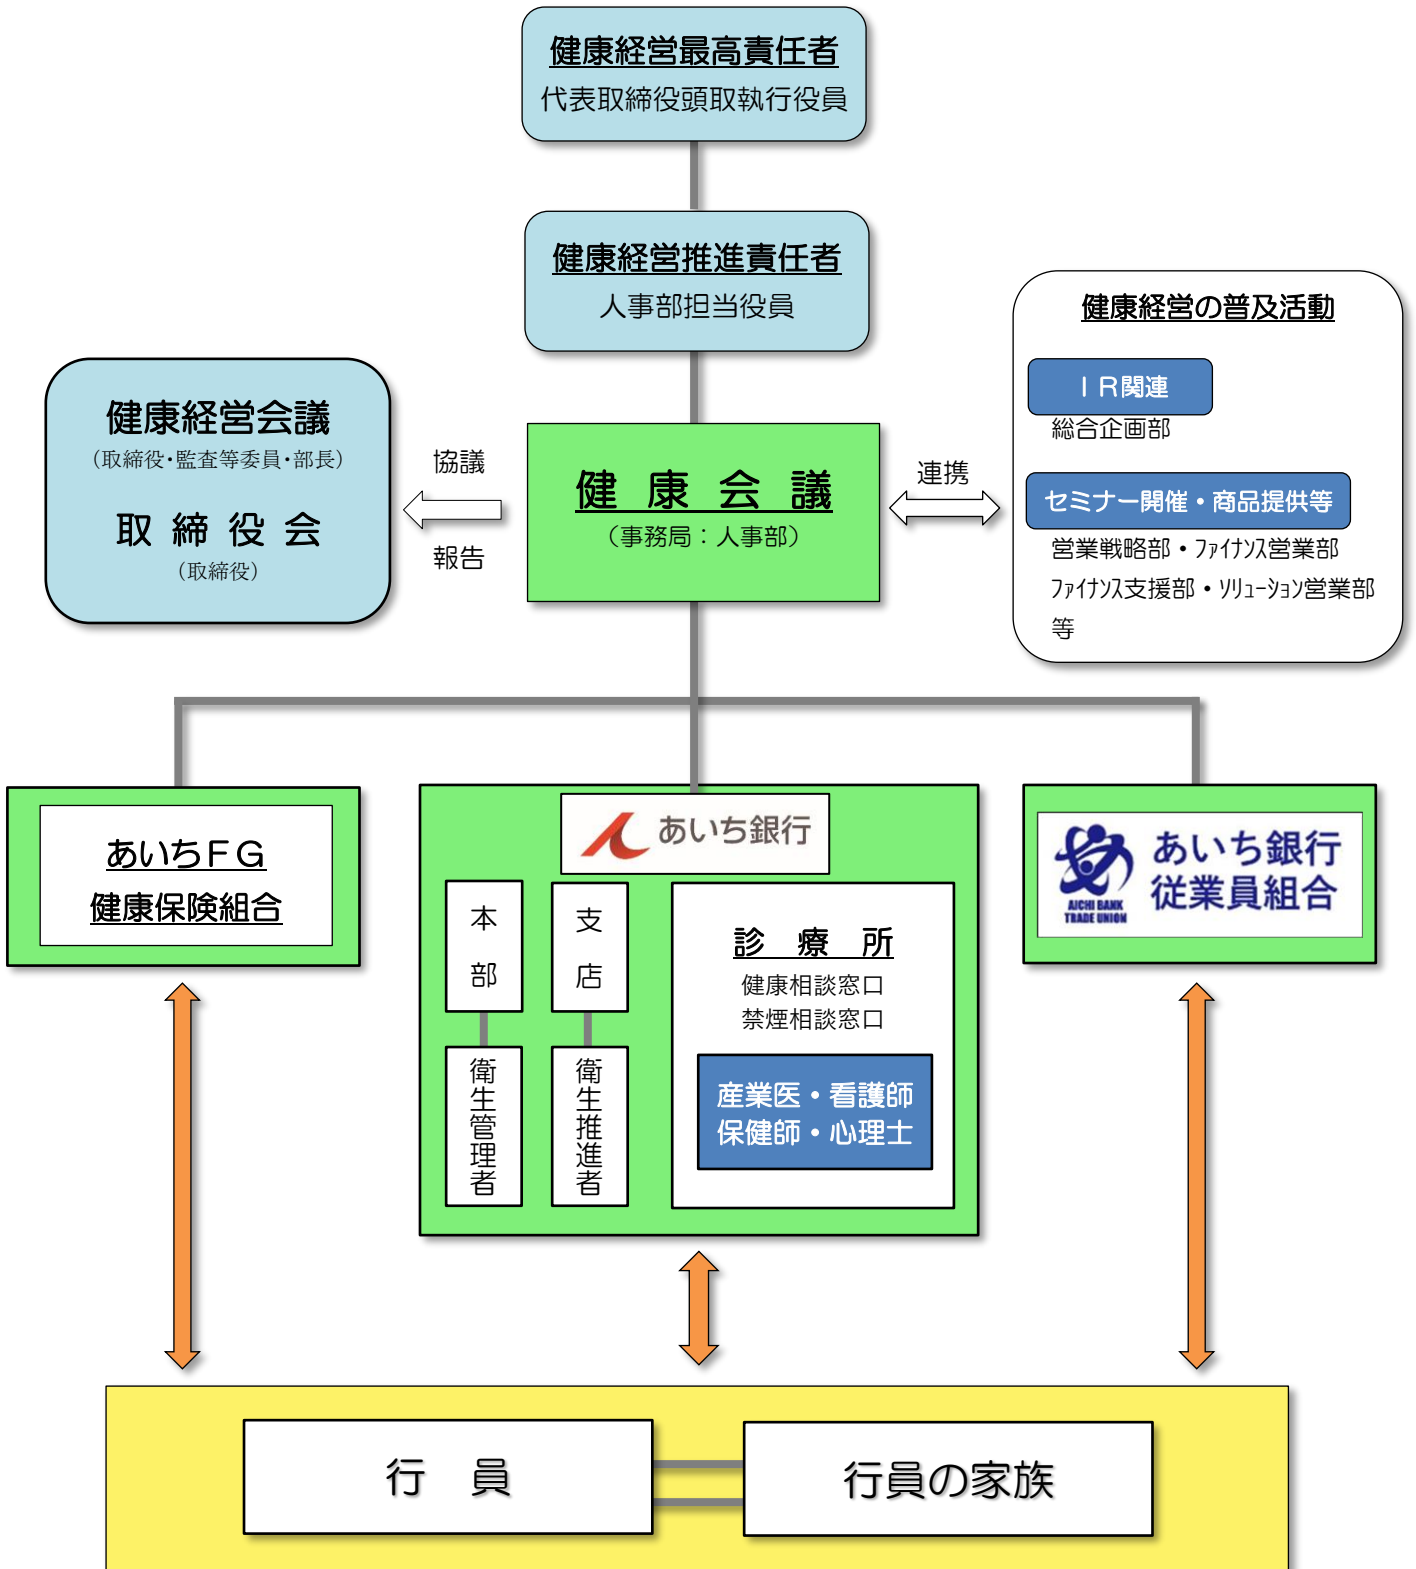 健康経営最高責任者
代表取締役頭取執行役員
健康経営推進責任者
人事部担当役員
健康経営の普及活動
ＩＲ関連
総合企画部
セミナー開催・商品提供等
営業戦略部・ﾌｧｲﾅﾝｽ営業部
ﾌｧｲﾅﾝｽ支援部・ｿﾘｭｰｼｮﾝ営業部
等
健康経営会議
（取締役・監査等委員・部長）
取締役会
（取締役）
協議
報告
健康会議
（事務局：人事部）
連携
あいちＦＧ
健康保険組合
あいち銀行
本部
支店
衛生管理者
衛生推進者
診療所
健康相談窓口
禁煙相談窓口
産業医・看護師
保健師・心理士
あいち銀行
従業員組合
AICHI BANK
TRADE UNION
行員
行員の家族